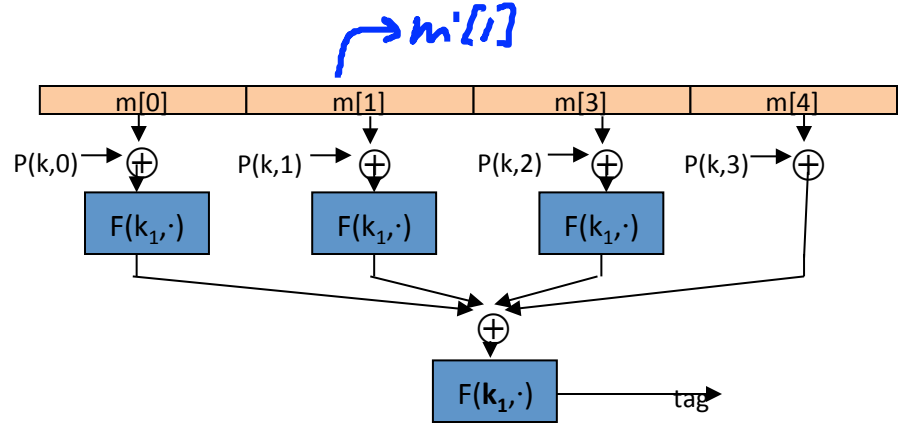 m'[1]
m[0] m[1] m[3] m[4]
P(k,0) P(k,1) P(k,2) P(k,3)
F(k₁,·) F(k₁,·) F(k₁,·)
F(k₁,·) tag